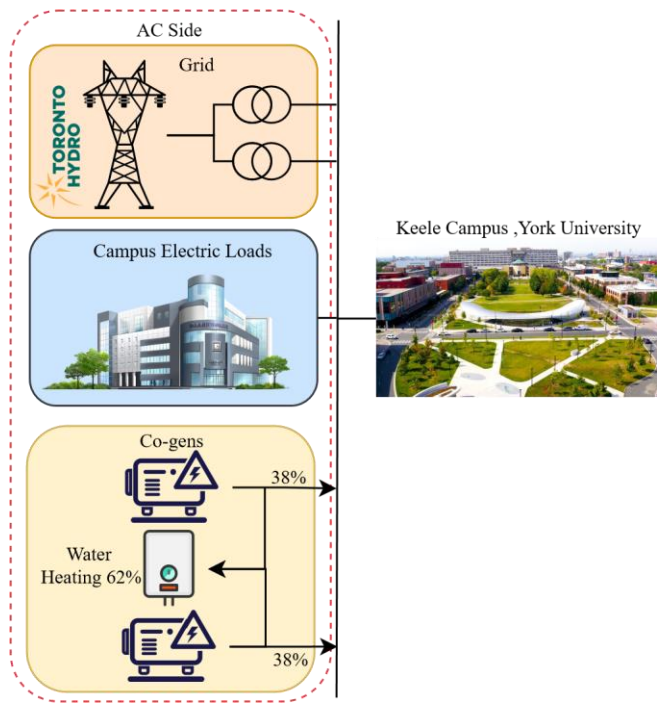 AC Side
Grid
TORONTO
HYDRO
Campus Electric Loads
Keele Campus ,York University
Co-gens
38%
Water
Heating 62%
38%